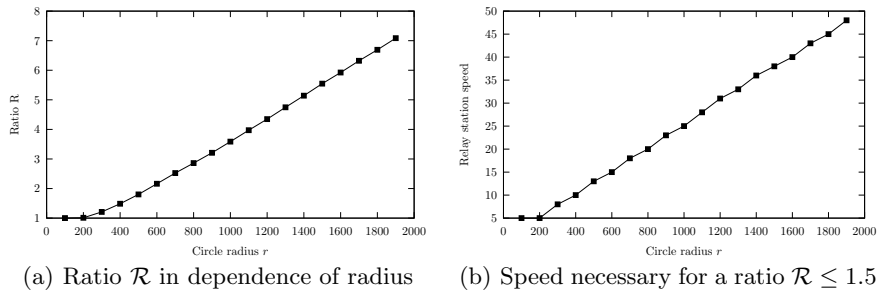 8
7
6
5
4
3
2
1
Ratio R
0 200 400 600 800 1000 1200 1400 1600 1800 2000
Circle radius r
(a) Ratio R in dependence of radius
50
45
40
35
30
25
20
15
10
5
Relay station speed
0 200 400 600 800 1000 1200 1400 1600 1800 2000
Circle radius r
(b) Speed necessary for a ratio R ≤ 1.5